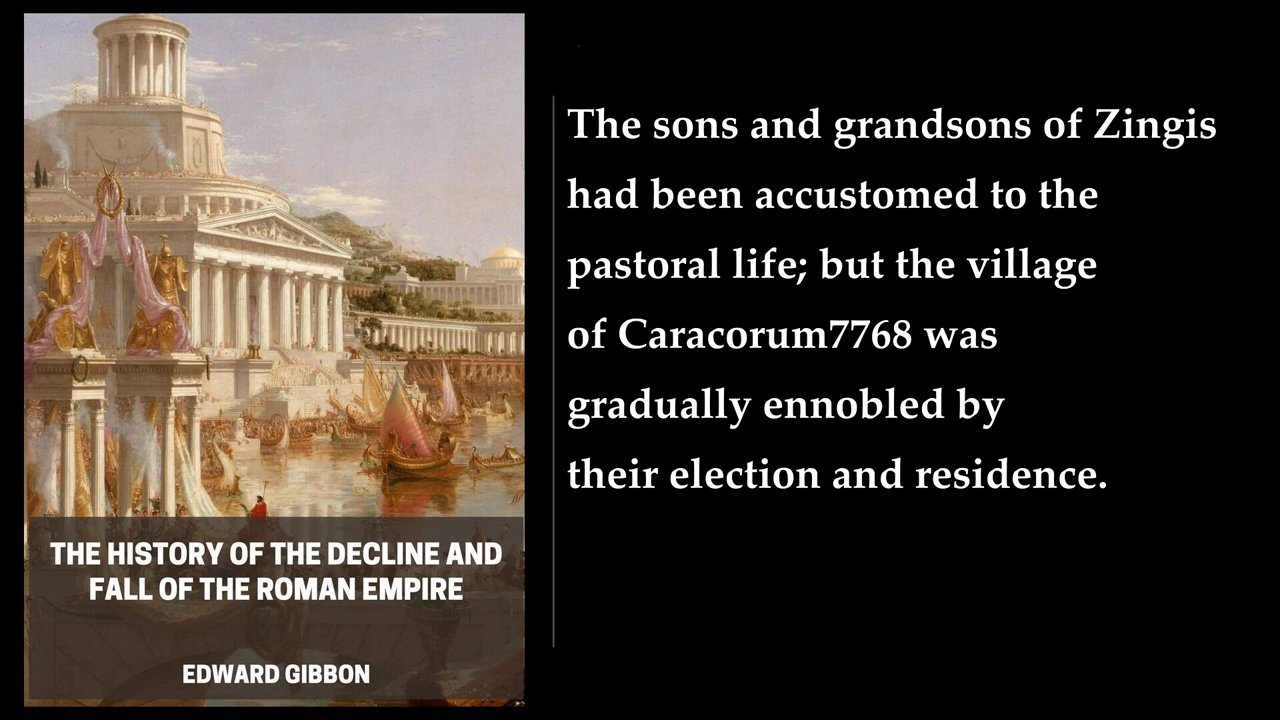 THE HISTORY OF THE DECLINE AND
FALL OF THE ROMAN EMPIRE
EDWARD GIBBON
The sons and grandsons of Zingis
had been accustomed to the
pastoral life; but the village
of Caracorum7768 was
gradually ennobled by
their election and residence.